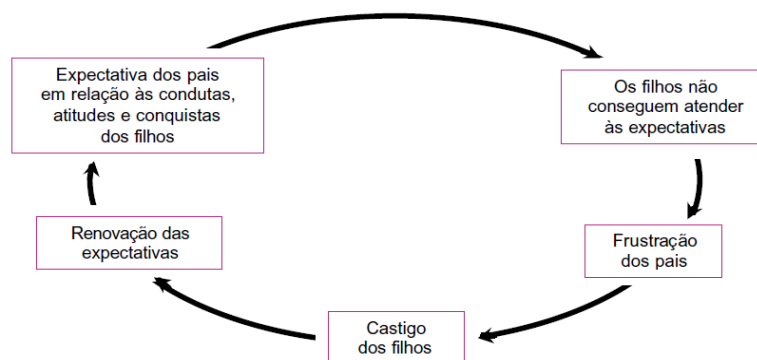 Expectativa dos pais
em relação às condutas,
atitudes e conquistas
dos filhos
Os filhos não
conseguem atender
às expectativas
Frustração
dos pais
Castigo
dos filhos
Renovação das
expectativas